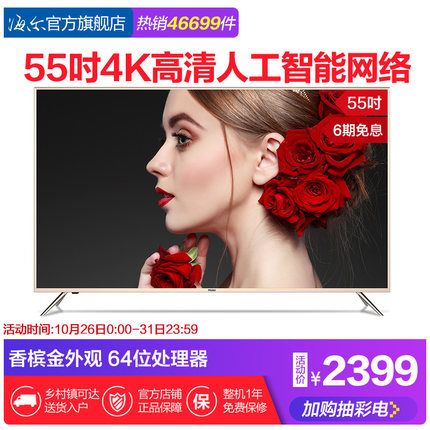 海尔官方旗舰店 热销46699件
55吋4K高清人工智能网络
55吋
6期免息
Haier
活动时间:10月26日0:00-31日23:59
香槟金外观 64位处理器
活动价 ¥2399
乡村镇可达
送货入户
官方店铺
正品保障
保
整机1年
免费保修
加购抽彩电